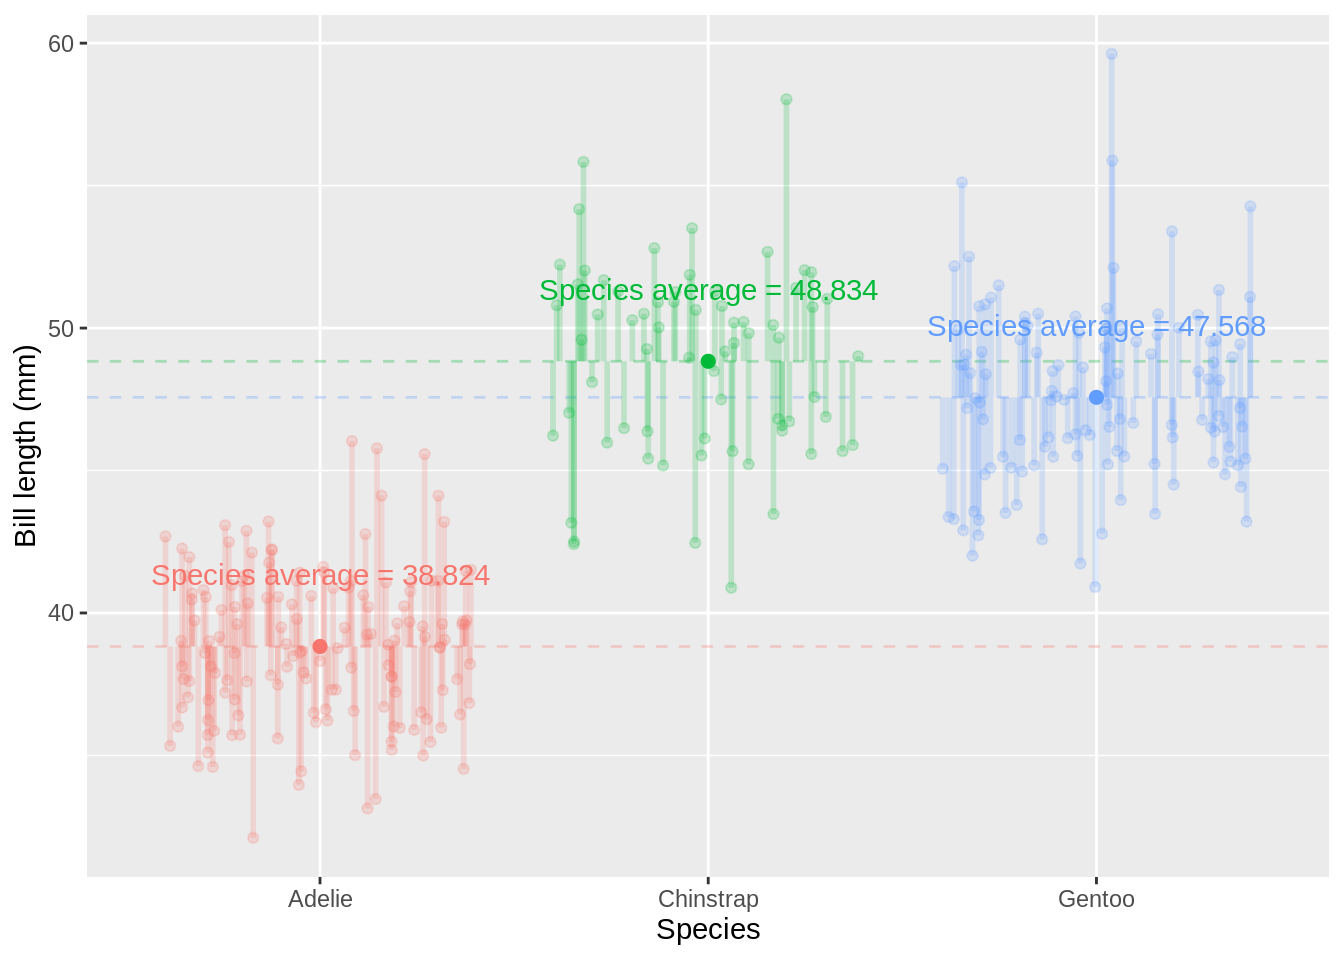 60
50
40
Bill length (mm)
Species average = 48.834
Species average = 47.568
Species average = 38.824
Adelie
Chinstrap
Gentoo
Species